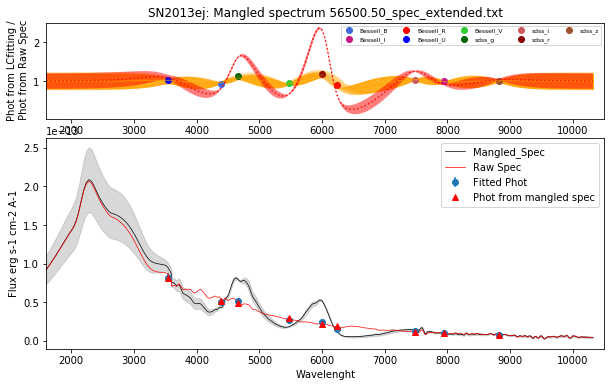 SN2013ej: Mangled spectrum 56500.50_spec_extended.txt
Phot from LCfitting /
Phot from Raw Spec
2
1
Bessell_B
Bessell_I
Bessell_R
Bessell_U
Bessell_V
sdss_g
sdss_i
sdss_r
sdss_z
2000 3000 4000 5000 6000 7000 8000 9000 10000
1e−13
Flux erg s-1 cm-2 A-1
2.5
2.0
1.5
1.0
0.5
0.0
Mangled_Spec
Raw Spec
Fitted Phot
Phot from mangled spec
2000 3000 4000 5000 6000 7000 8000 9000 10000
Wavelenght